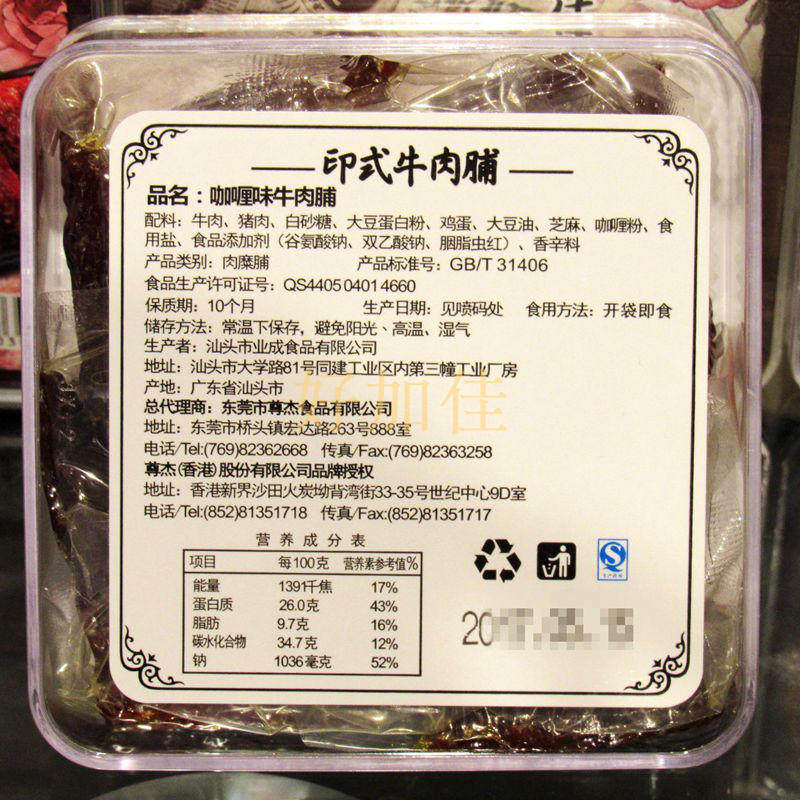 印式牛肉脯
品名：咖喱味牛肉脯
配料：牛肉、猪肉、白砂糖、大豆蛋白粉、鸡蛋、大豆油、芝麻、咖喱粉、食
用盐、食品添加剂（谷氨酸钠、双乙酸钠、胭脂虫红）、香辛料
产品类别：肉糜脯 产品标准号：GB/T 31406
食品生产许可证号：QS4405 0401 4660
保质期：10个月 生产日期：见喷码处 食用方法：开袋即食
储存方法：常温下保存，避免阳光、高温、湿气
生产者：汕头市业成食品有限公司
地址：汕头市大学路81号同建工业区内第三幢工业厂房
产地：广东省汕头市
好加佳
总代理商：东莞市尊杰食品有限公司
地址：东莞市桥头镇宏达路263号888室
电话/Tel:(769)82362668 传真/Fax:(769)82363258
尊杰(香港)股份有限公司品牌授权
地址：香港新界沙田火炭坳背湾街33-35号世纪中心9D室
电话/Tel:(852)81351718 传真/Fax:(852)81351717
营养成分表
项目 每100克 营养素参考值%
能量 1391千焦 17%
蛋白质 26.0克 43%
脂肪 9.7克 16%
碳水化合物 34.7克 12%
钠 1036毫克 52%